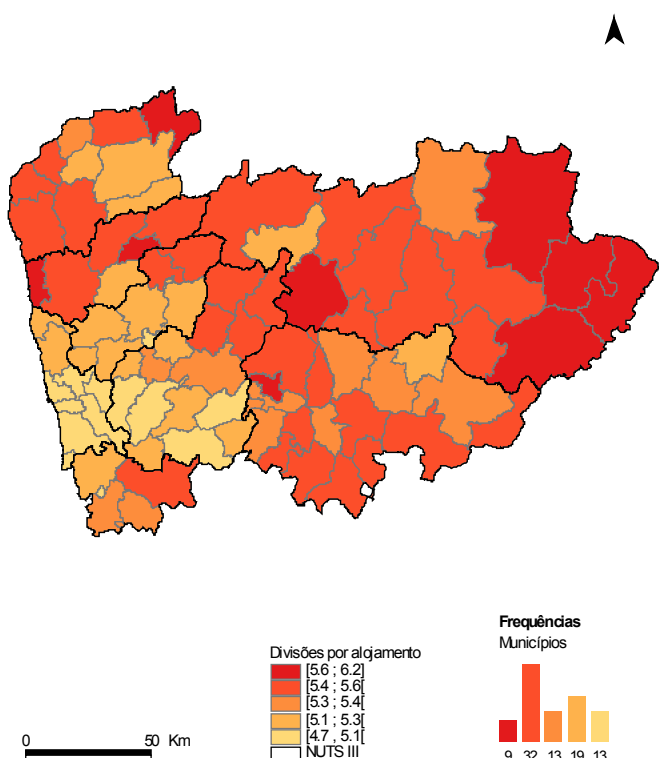 Frequências
Municípios
Divisões por alojamento
[5.6 ; 6.2]
[5.4 ; 5.6[
[5.3 ; 5.4[
[5.1 ; 5.3[
[4.7 , 5.1[
NUTS III
0 50 Km
9 32 13 19 13